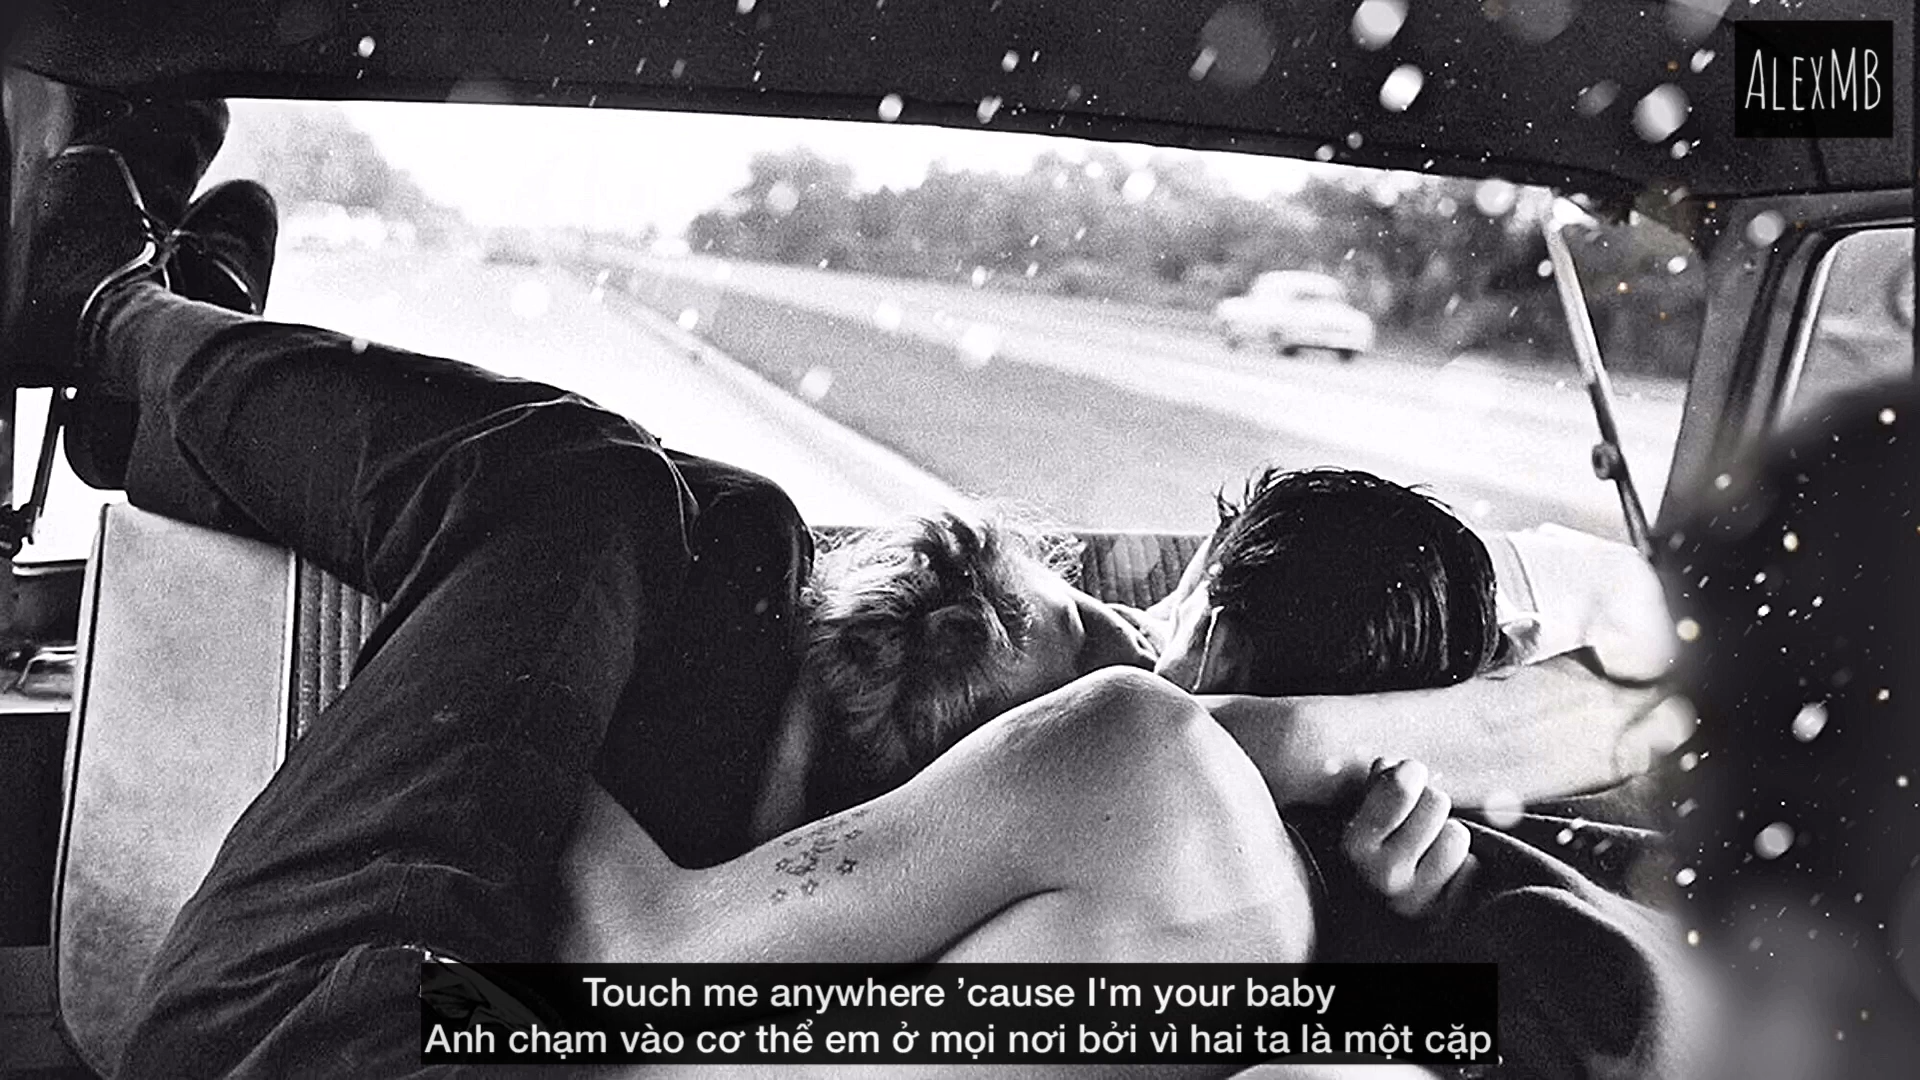 ALEXMB
Touch me anywhere ’cause I'm your baby
Anh chạm vào cơ thể em ở mọi nơi bởi vì hai ta là một cặp